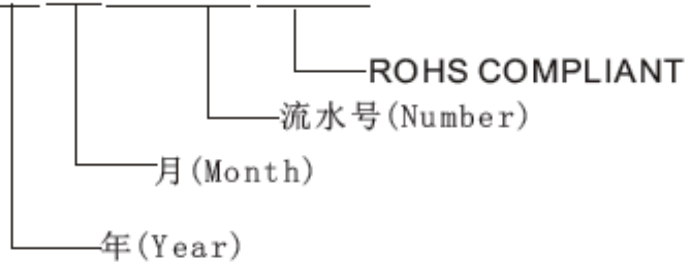 ROHS COMPLIANT
流水号(Number)
月(Month)
年(Year)